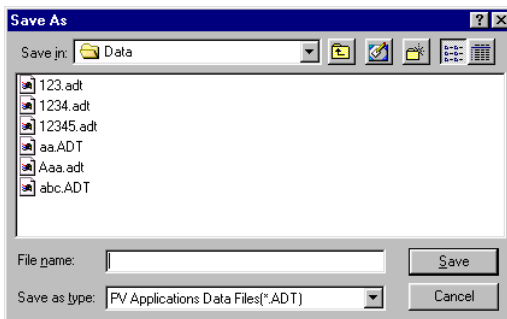 Save As
Save in: Data
123.adt
1234.adt
12345.adt
aa.ADT
Aaa.adt
abc.ADT
File name: Save
Save as type: PV Applications Data Files(*.ADT) Cancel